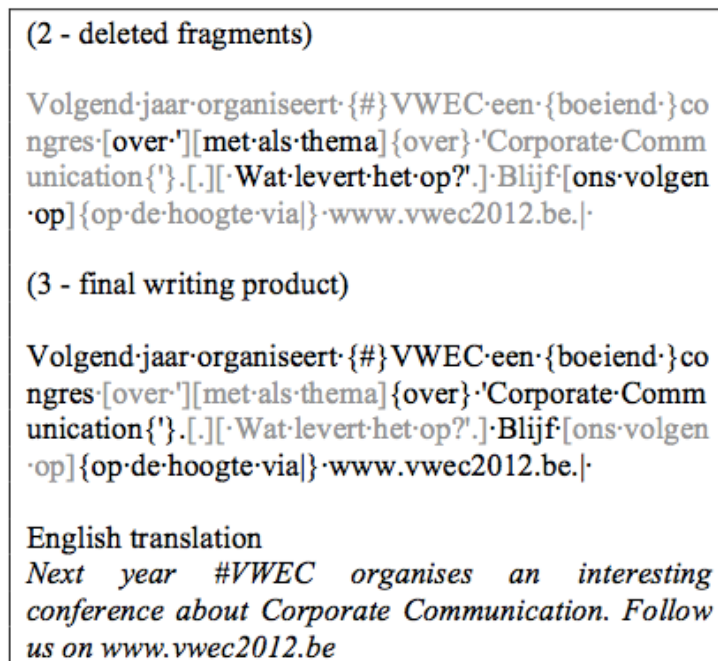 (2 - deleted fragments)
Volgend·jaar·organiseert·{#}VWEC·een·{boeiend·}co
ngres·[over·'][met·als·thema]{over}·'Corporate·Comm
unication{'}.[.][·Wat·levert·het·op?'.]·Blijf·[ons·volgen
·op]{op·de·hoogte·via|}·www.vwec2012.be.|·
(3 - final writing product)
Volgend·jaar·organiseert·{#}VWEC·een·{boeiend·}co
ngres·[over·'][met·als·thema]{over}·'Corporate·Comm
unication{'}.[.][·Wat·levert·het·op?'.]·Blijf·[ons·volgen
·op]{op·de·hoogte·via|}·www.vwec2012.be.|·
English translation
Next year #VWEC organises an interesting
conference about Corporate Communication. Follow
us on www.vwec2012.be